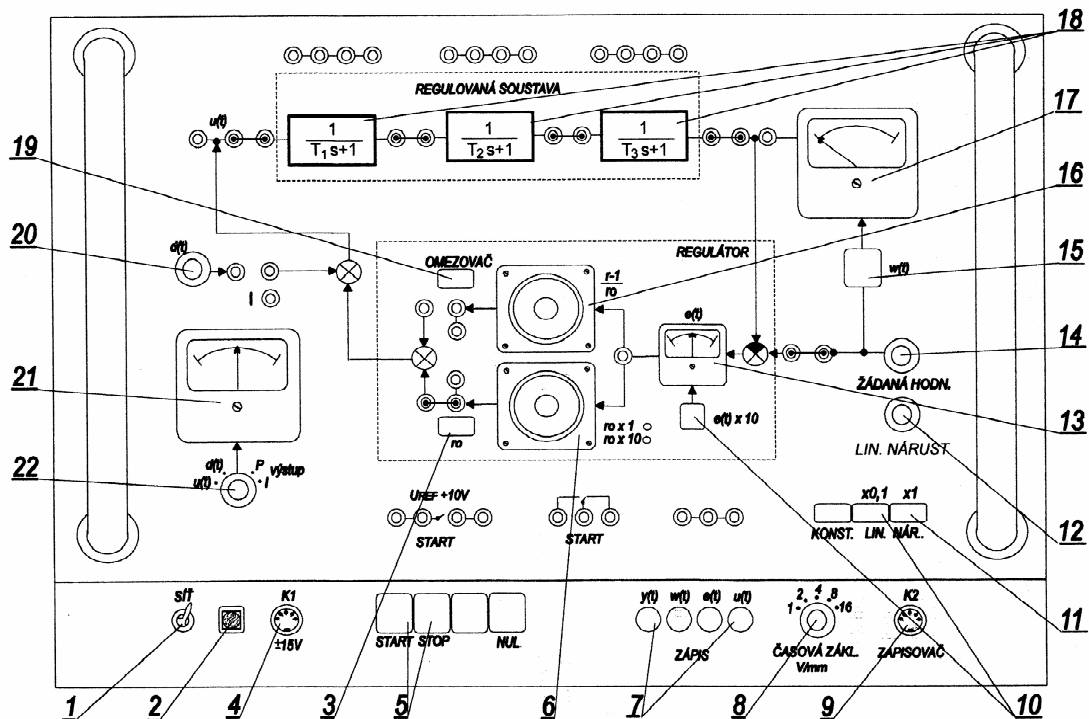 18
REGULOVANÁ SOUSTAVA
u(t)
1
T1 s+1
1
T2 s+1
1
T3 s+1
17
19
16
20
d(t)
I
OMEZOVAČ
REGULÁTOR
r-1
ro
w(t)
15
e(t)
14
ŽÁDANÁ HODN.
21
ro
ro x 1
ro x 10
e(t) x 10
13
LIN. NÁRUST
22
u(t)
d(t)
P
I
výstup
UREF +10V
START
START
x0,1
x1
KONST.
LIN.
NÁR..
12
SÍŤ
K1
±15V
START
STOP
NUL
y(t)
w(t)
e(t)
u(t)
ZÁPIS
1
2
4
8
16
ČASOVÁ ZÁKL.
V/mm
K2
ZAPISOVAČ
11
1
2
4
3
5
6
7
8
9
10